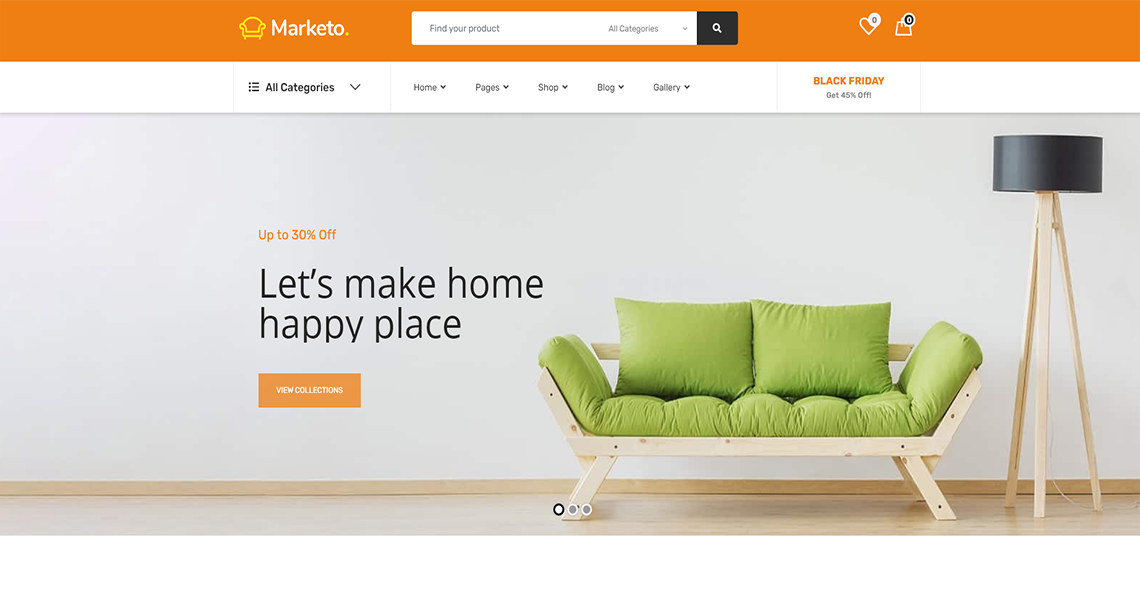 Marketo.
Find your product
All Categories
0
0
All Categories
Home
Pages
Shop
Blog
Gallery
BLACK FRIDAY
Get 45% Off!
Up to 30% Off
Let's make home
happy place
VIEW COLLECTIONS